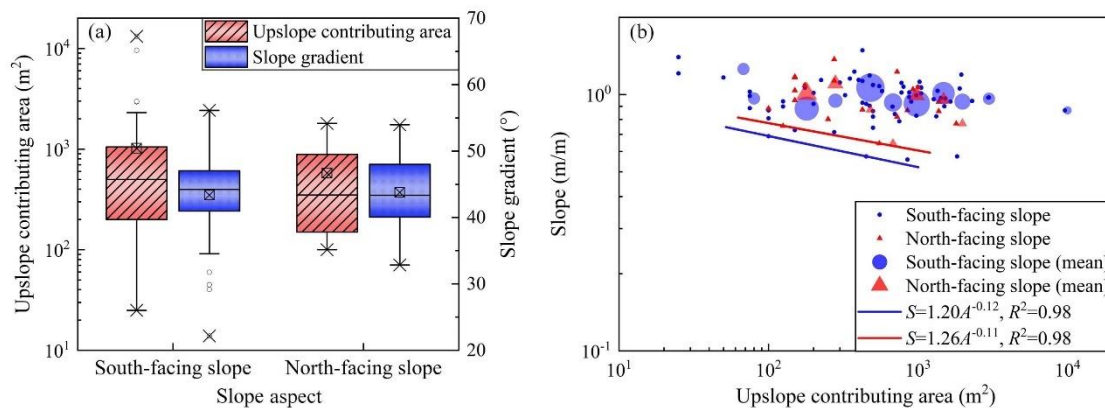 (a)
Upslope contributing area
Slope gradient
Upslope contributing area (m²)
10⁴
10³
10²
10¹
70
60
50
40
30
20
Slope gradient (°)
South-facing slope
North-facing slope
Slope aspect
(b)
Slope (m/m)
10⁰
10⁻¹
South-facing slope
North-facing slope
South-facing slope (mean)
North-facing slope (mean)
S=1.20A⁻⁰·¹², R²=0.98
S=1.26A⁻⁰·¹¹, R²=0.98
10¹
10²
10³
10⁴
Upslope contributing area (m²)